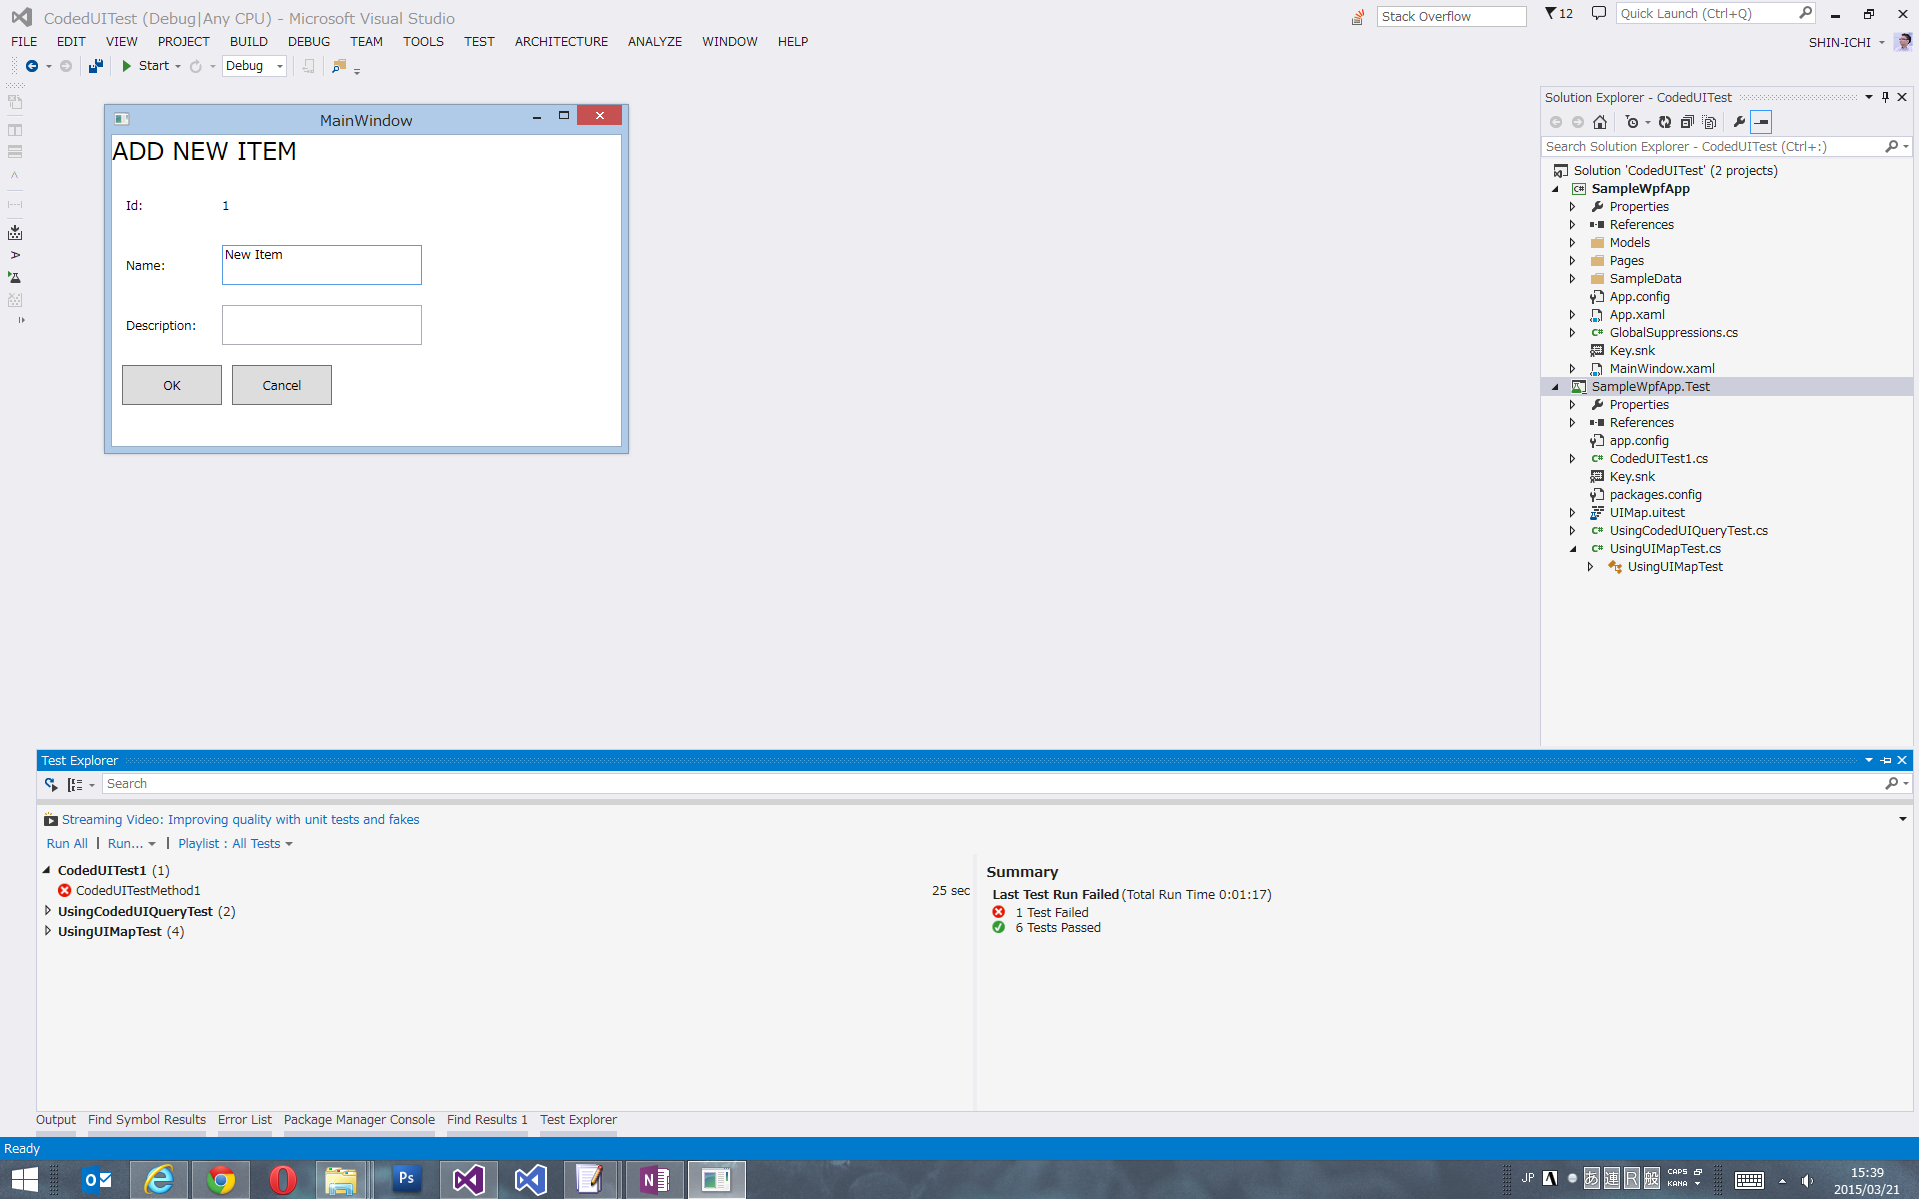 CodedUITest (Debug|Any CPU) - Microsoft Visual Studio
Stack Overflow
12
Quick Launch (Ctrl+Q)
FILE EDIT VIEW PROJECT BUILD DEBUG TEAM TOOLS TEST ARCHITECTURE ANALYZE WINDOW HELP
SHIN-ICHI
Start
Debug
MainWindow
ADD NEW ITEM
Id: 1
Name: New Item
Description:
OK Cancel
Solution Explorer - CodedUITest
Search Solution Explorer - CodedUITest (Ctrl+:)
Solution 'CodedUITest' (2 projects)
C# SampleWpfApp
Properties
References
Models
Pages
SampleData
App.config
App.xaml
C# GlobalSuppressions.cs
Key.snk
MainWindow.xaml
SampleWpfApp.Test
Properties
References
app.config
C# CodedUITest1.cs
Key.snk
packages.config
UIMap.uitest
C# UsingCodedUIQueryTest.cs
C# UsingUIMapTest.cs
UsingUIMapTest
Test Explorer
Search
Streaming Video: Improving quality with unit tests and fakes
Run All | Run... | Playlist : All Tests
CodedUITest1 (1)
CodedUITestMethod1 25 sec
UsingCodedUIQueryTest (2)
UsingUIMapTest (4)
Summary
Last Test Run Failed (Total Run Time 0:01:17)
1 Test Failed
6 Tests Passed
Output Find Symbol Results Error List Package Manager Console Find Results 1 Test Explorer
Ready
Ps
JP A あ 連 R 般 CAPS KANA
15:39
2015/03/21